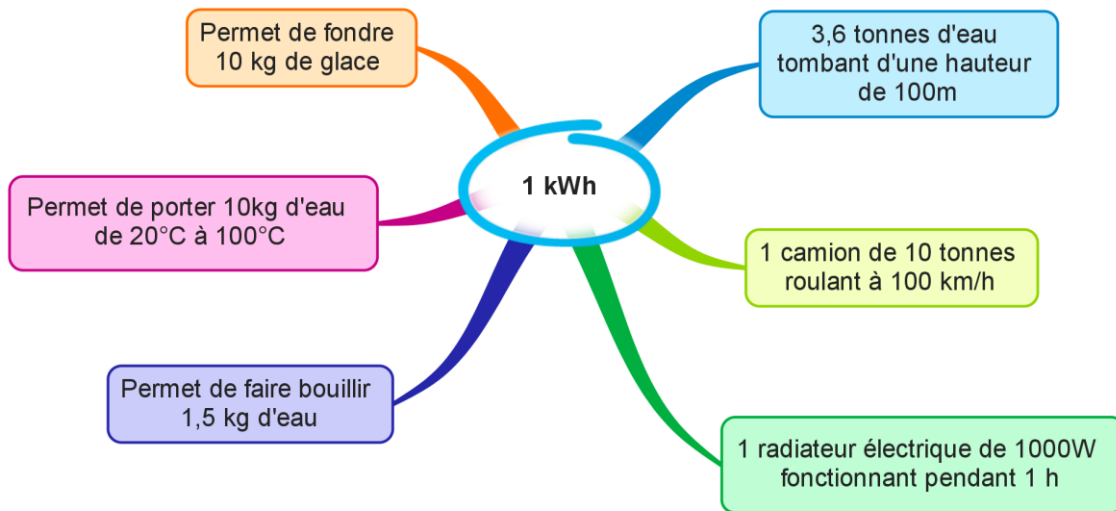 Permet de fondre
10 kg de glace
3,6 tonnes d'eau
tombant d'une hauteur
de 100m
1 kWh
Permet de porter 10kg d'eau
de 20°C à 100°C
1 camion de 10 tonnes
roulant à 100 km/h
Permet de faire bouillir
1,5 kg d'eau
1 radiateur électrique de 1000W
fonctionnant pendant 1 h